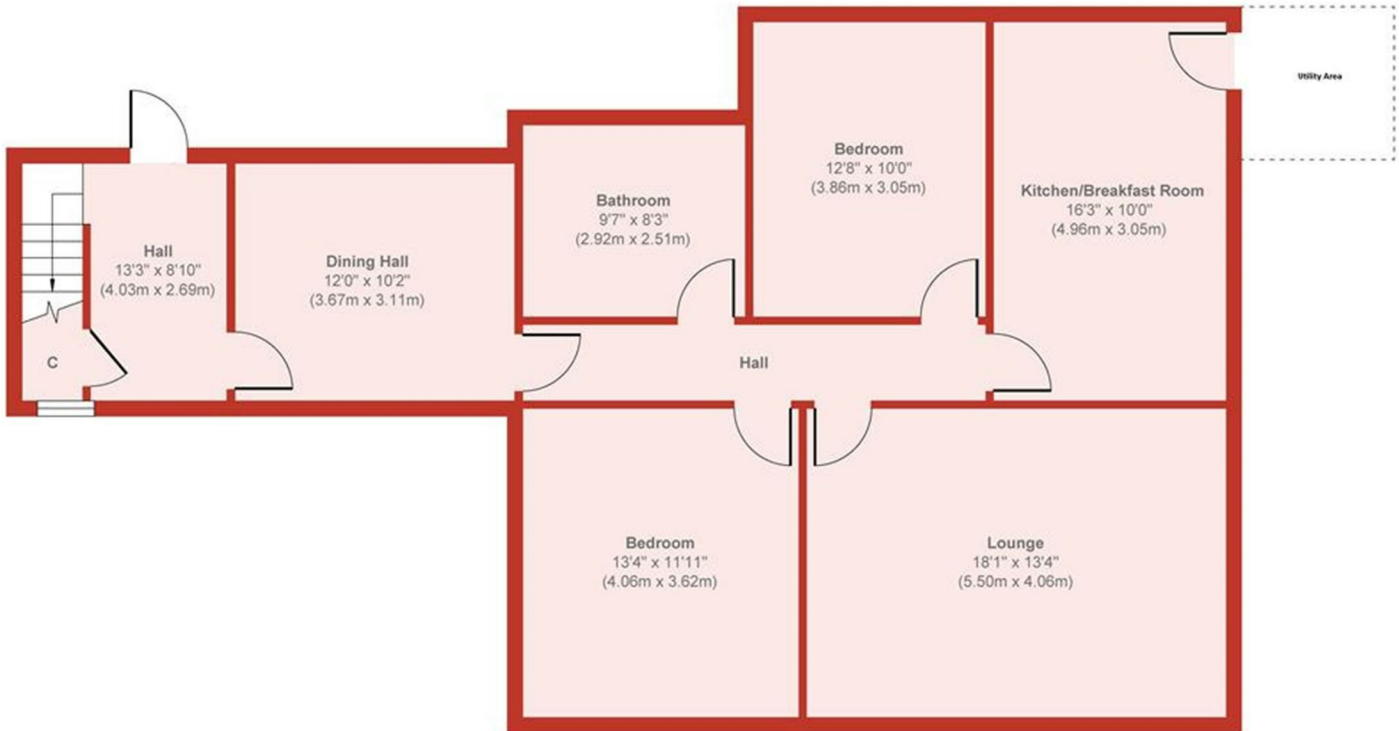 Utility Area
Bedroom
12'8" x 10'0"
(3.86m x 3.05m)
Kitchen/Breakfast Room
16'3" x 10'0"
(4.96m x 3.05m)
Bathroom
9'7" x 8'3"
(2.92m x 2.51m)
Hall
13'3" x 8'10"
(4.03m x 2.69m)
Dining Hall
12'0" x 10'2"
(3.67m x 3.11m)
C
Hall
Bedroom
13'4" x 11'11"
(4.06m x 3.62m)
Lounge
18'1" x 13'4"
(5.50m x 4.06m)